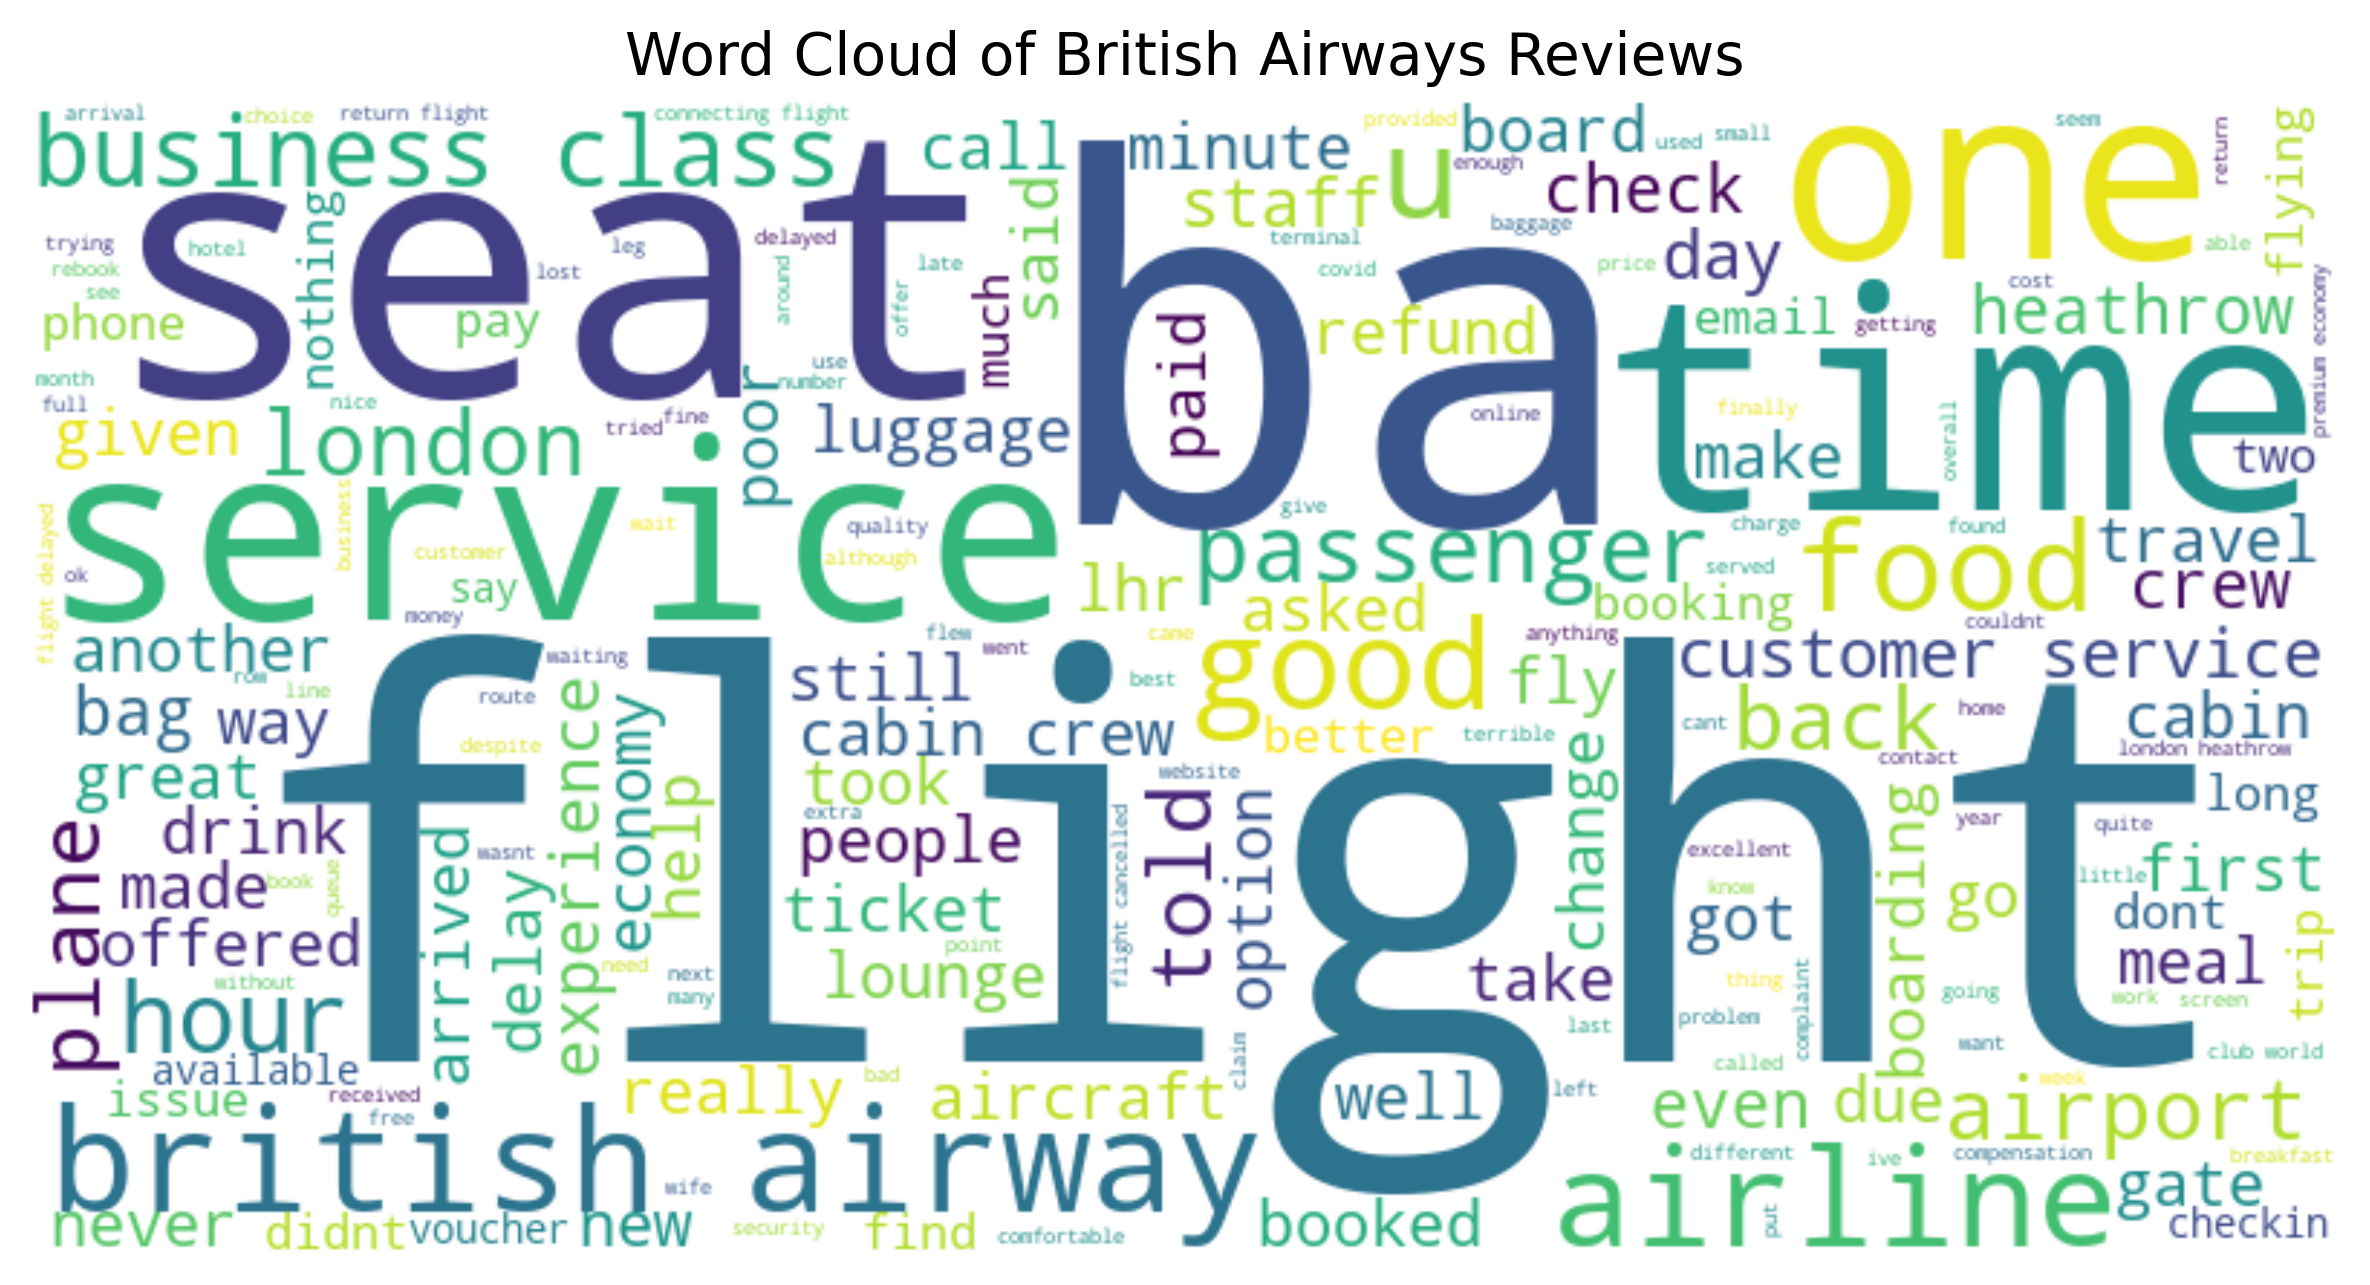 Word Cloud of British Airways Reviews
arrival
choice
return flight
connecting flight
business class
call
minute
provided
board
used
small
seem
one
return
flying
seat
nothing
said
staff
u
enough
check
trying
hotel
leg
delayed
baggage
terminal
day
able
rebook
lost
around
late
offer
covid
price
see
much
ba
cost
phone
pay
paid
refund
email
getting
heathrow
premium economy
time
month
use
number
full
nice
poor
given
london
tried
fine
luggage
online
finally
make
overall
two
service
flight delayed
business
wait
quality
give
charge
found
travel
customer
although
passenger
food
ok
say
lhr
served
crew
money
asked
booking
couldnt
another
flew
went
came
good
anything
customer service
row
line
waiting
still
best
fly
bag
way
route
cabin crew
better
terrible
cant
back
home
cabin
despite
experience
economy
london heathrow
great
help
took
website
change
contact
long
flight
drink
extra
told
option
boarding
year
quite
plane
arrived
wasnt
people
flight cancelled
excellent
first
made
book
queue
delay
ticket
know
little
go
got
dont
offered
point
meal
trip
need
next
lounge
take
thing
without
many
complaint
going
work
screen
hour
last
problem
available
claim
called
want
club world
issue
received
free
really
bad
aircraft
well
left
even
due
week
airport
british airway
different
ive
compensation
breakfast
airline
wife
gate
never
didnt
voucher
new
security
find
comfortable
booked
put
checkin